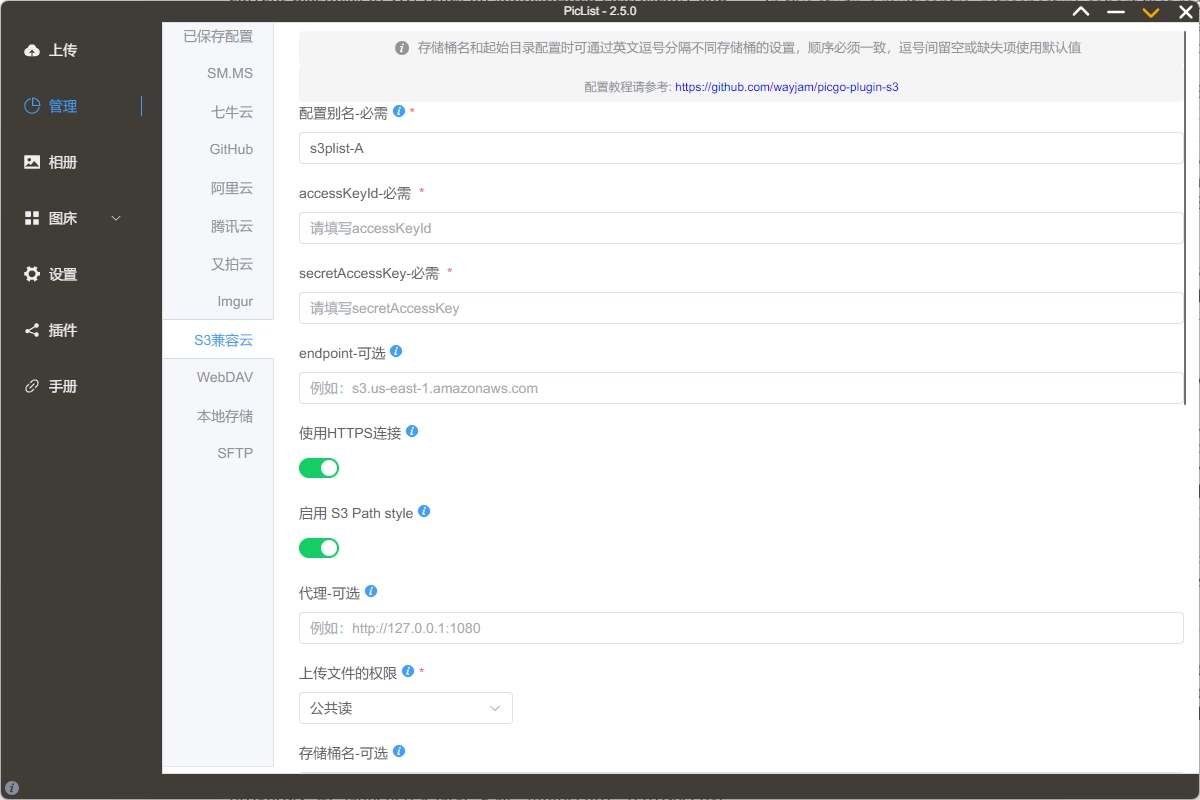 PicList - 2.5.0
上传
管理
相册
图床
设置
插件
手册
已保存配置
SM.MS
七牛云
GitHub
阿里云
腾讯云
又拍云
Imgur
S3兼容云
WebDAV
本地存储
SFTP
存储桶名和起始目录配置时可通过英文逗号分隔不同存储桶的设置，顺序必须一致，逗号间留空或缺失项使用默认值
配置教程请参考: https://github.com/wayjam/picgo-plugin-s3
配置别名-必需 *
s3plist-A
accessKeyId-必需 *
请填写accessKeyId
secretAccessKey-必需 *
请填写secretAccessKey
endpoint-可选
例如：s3.us-east-1.amazonaws.com
使用HTTPS连接
启用 S3 Path style
代理-可选
例如：http://127.0.0.1:1080
上传文件的权限 *
公共读
存储桶名-可选